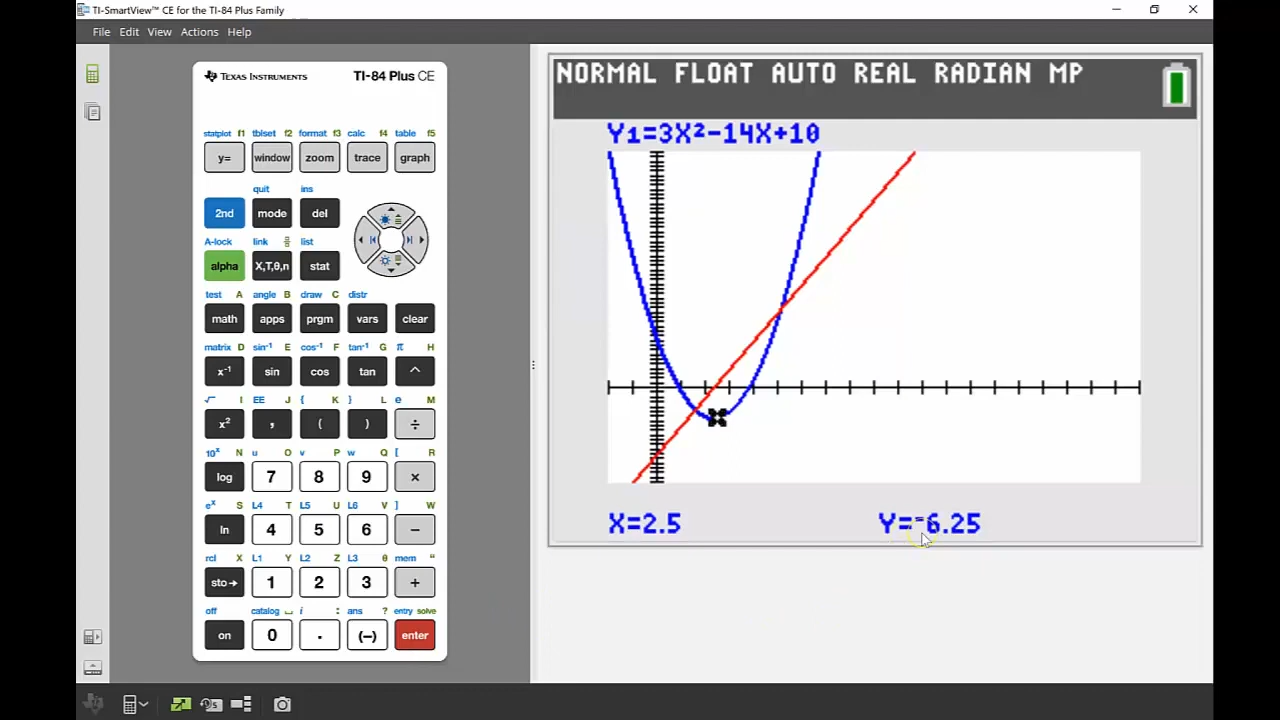 TI-SmartView™ CE for the TI-84 Plus Family
File Edit View Actions Help
TEXAS INSTRUMENTS TI-84 Plus CE
statplot f1 tblset f2 format f3 calc f4 table f5
y= window zoom trace graph
quit ins
2nd mode del
A-lock link list
alpha X,T,θ,n stat
test A angle B draw C distr
math apps prgm vars clear
matrix D sin⁻¹ E cos⁻¹ F tan⁻¹ G π H
x⁻¹ sin cos tan ^
√ I EE J { K } L e M
x² , ( ) ÷
10ˣ N u O v P w Q [ R
log 7 8 9 ×
eˣ S L4 T L5 U L6 V ] W
ln 4 5 6 −
rcl X L1 Y L2 Z L3 θ mem "
sto→ 1 2 3 +
off catalog ⎵ i : ans ? entry solve
on 0 . (−) enter
NORMAL FLOAT AUTO REAL RADIAN MP
Y1=3X²-14X+10
X=2.5 Y=-6.25